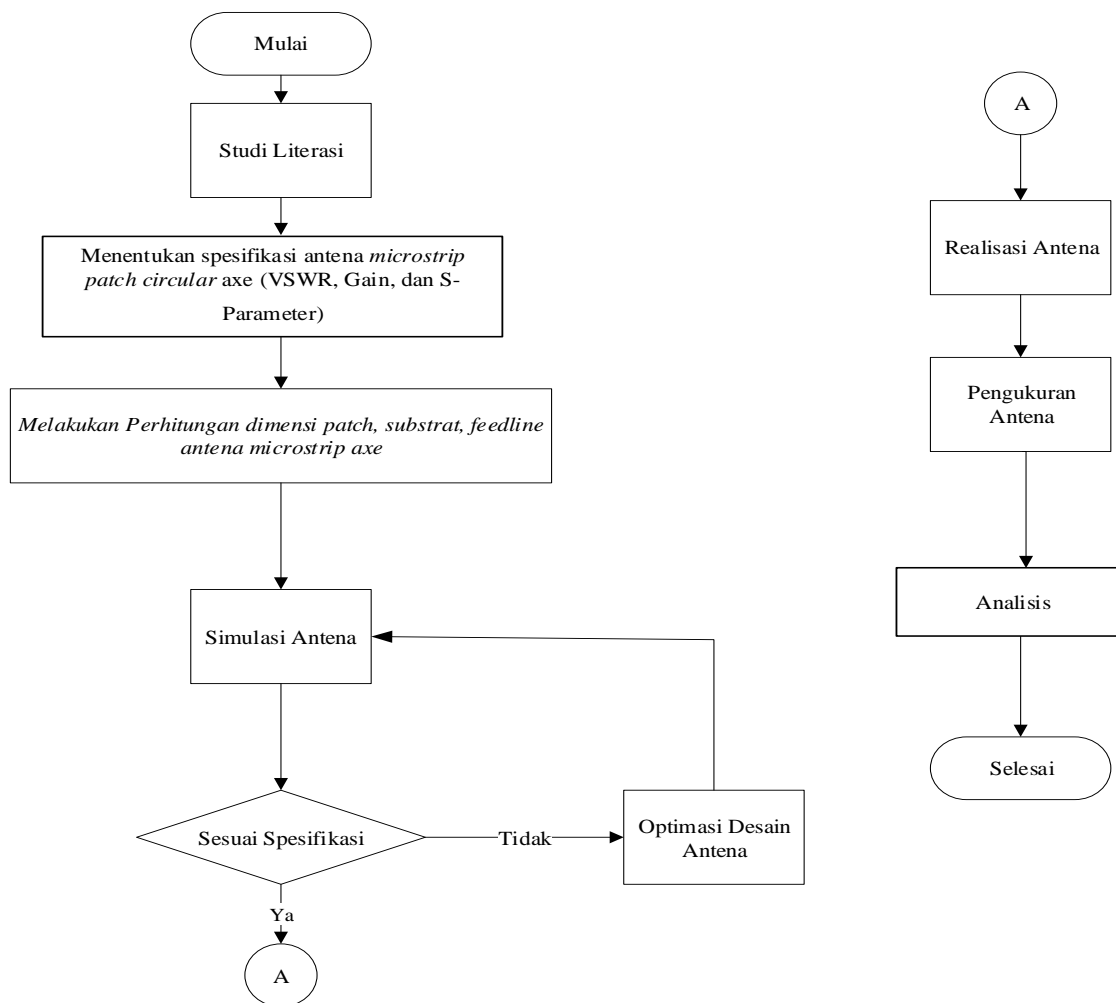 Mulai
Studi Literasi
Menentukan spesifikasi antena microstrip
patch circular axe (VSWR, Gain, dan S-
Parameter)
Melakukan Perhitungan dimensi patch, substrat, feedline
antena microstrip axe
Simulasi Antena
Sesuai Spesifikasi
Tidak
Optimasi Desain
Antena
Ya
A
A
Realisasi Antena
Pengukuran
Antena
Analisis
Selesai